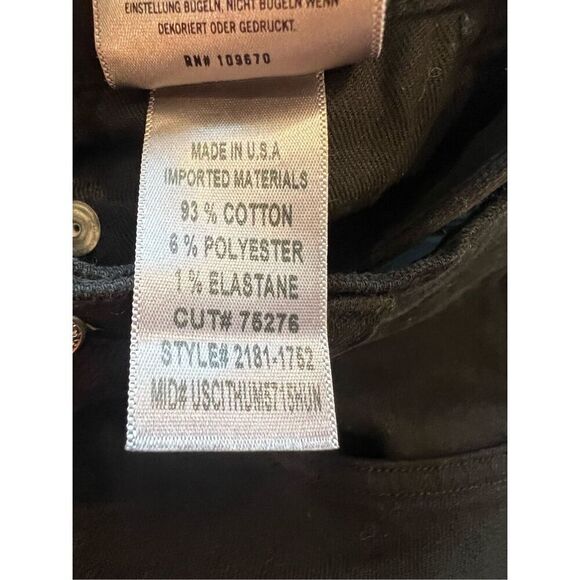 EINSTELLUNG BÜGELN, NICHT BÜGELN WENN
DEKORIERT ODER GEDRUCKT.
RN# 109670
MADE IN U.S.A
IMPORTED MATERIALS
93 % COTTON
6 % POLYESTER
1 % ELASTANE
CUT# 75276
STYLE# 2181-1752
MID# USCITHUM5715HUN